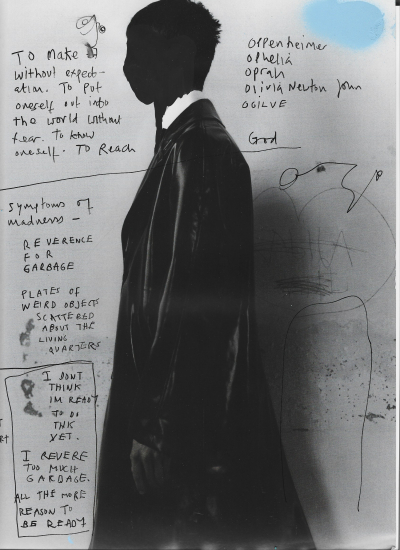 To make
without expect-
ation. To put
oneself out into
the world without
fear. To know
oneself. To Reach
Oppenheimer
Ophelia
Oprah
Olivia Newton John
OGILVE
God
Symptoms of
madness –
REVERENCE
FOR
GARBAGE
PLATES OF
WEIRD OBJECTS
SCATTERED
ABOUT THE
LIVING
QUARTERS
I DONT
THINK
IM READY
TO DO
THK
YET.
I REVERE
TOO MUCH
GARBAGE.
ALL THE MORE
REASON TO
BE READY